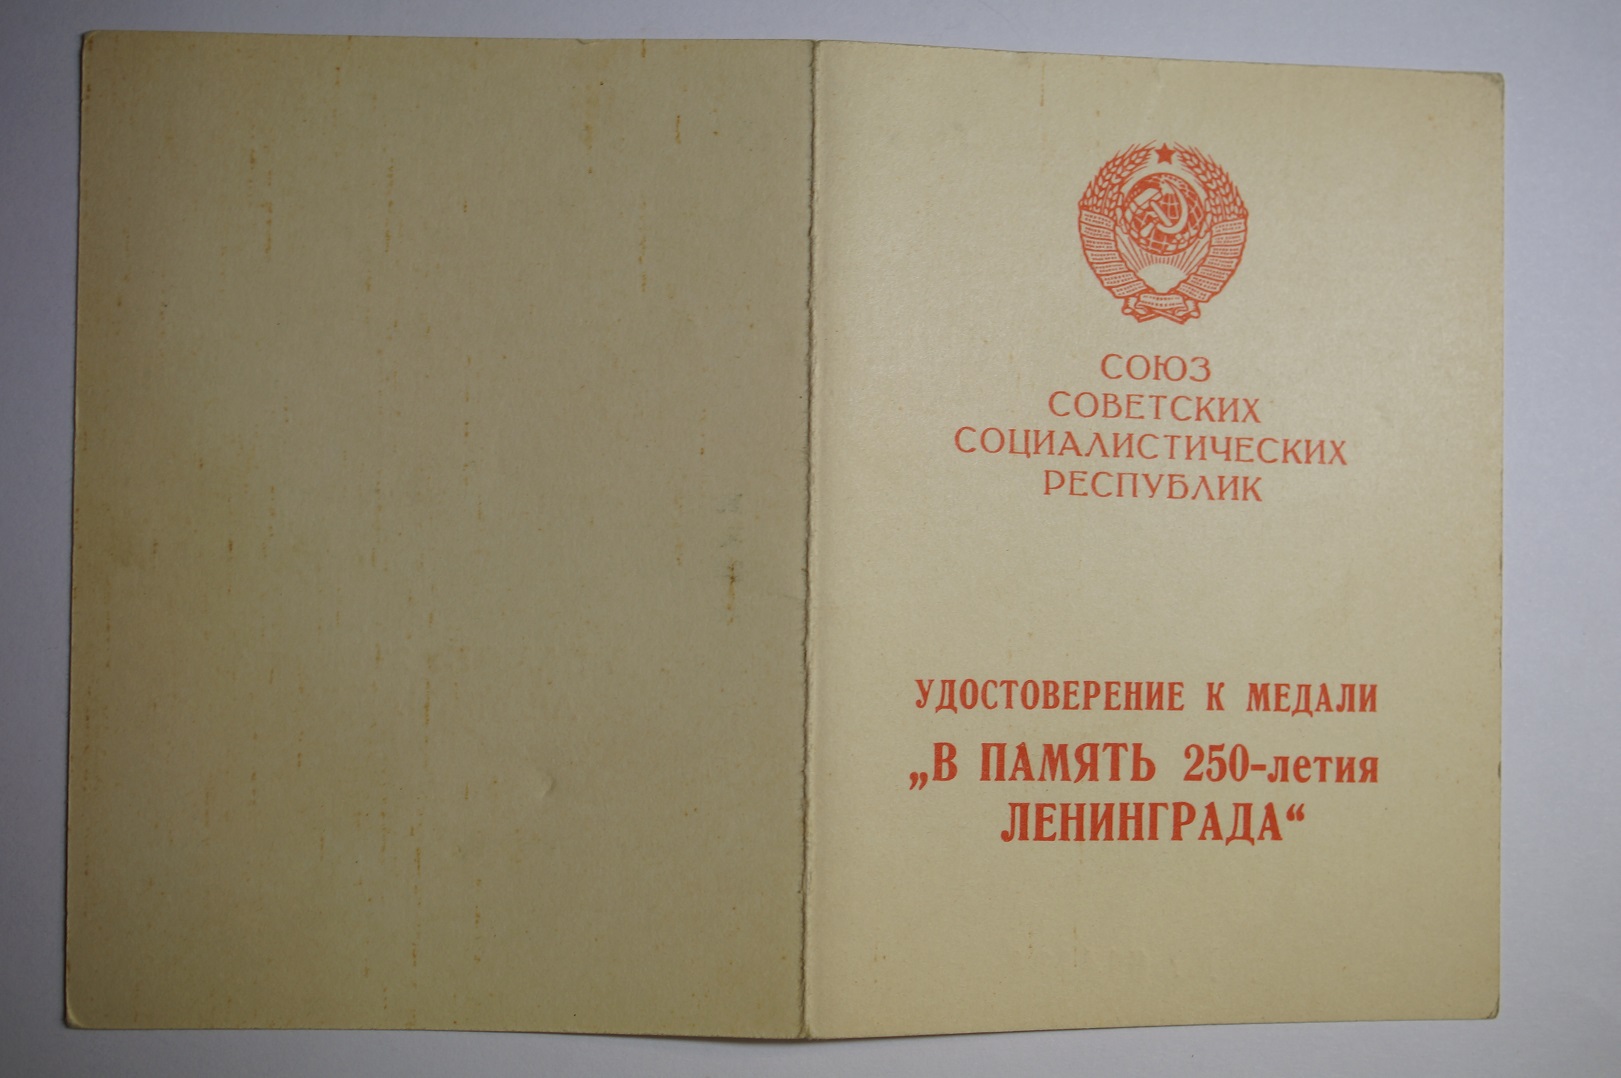 СОЮЗ
СОВЕТСКИХ
СОЦИАЛИСТИЧЕСКИХ
РЕСПУБЛИК
УДОСТОВЕРЕНИЕ К МЕДАЛИ
„В ПАМЯТЬ 250-летия
ЛЕНИНГРАДА“